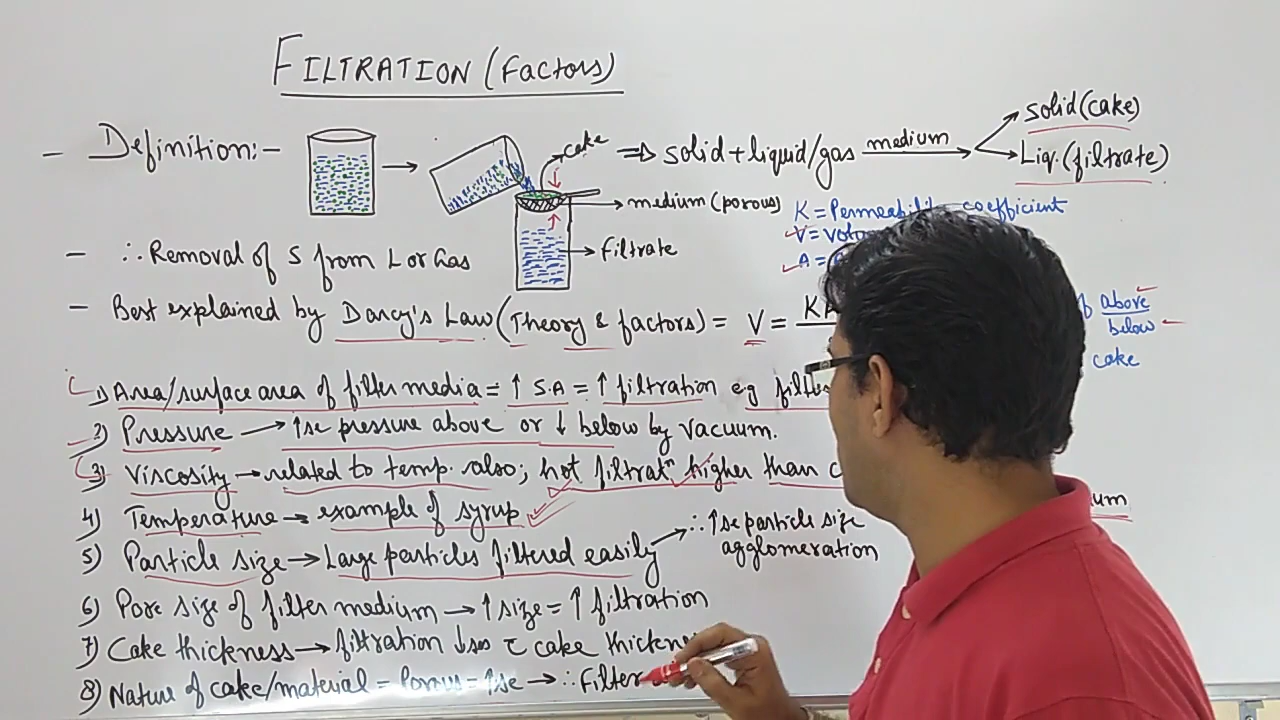 FILTRATION (Factors)
- Definition:-
cake
⇒ solid + liquid/gas medium → solid (cake)
Liq. (filtrate)
→ medium (porous)
→ filtrate
K = Permeability coefficient
V =
A =
- ∴ Removal of S from L or Gas
- Best explained by Darcy's Law (Theory & factors) = V = K
above
below
cake
1) Area/surface area of filter media = ↑ S.A = ↑ filtration eg
2) Pressure → ↑se pressure above or ↓ below by vacuum.
3) Viscosity → related to temp. also; hot filtratⁿ higher than
4) Temperature → example of syrup
5) Particle size → Large particles filtered easily → ∴ ↑se particle size
agglomeration
6) Pore size of filter medium → ↑ size = ↑ filtration
7) Cake thickness → filtration ↓ses c̄ cake
8) Nature of cake/material = Porous = ↑se → ∴ Filter